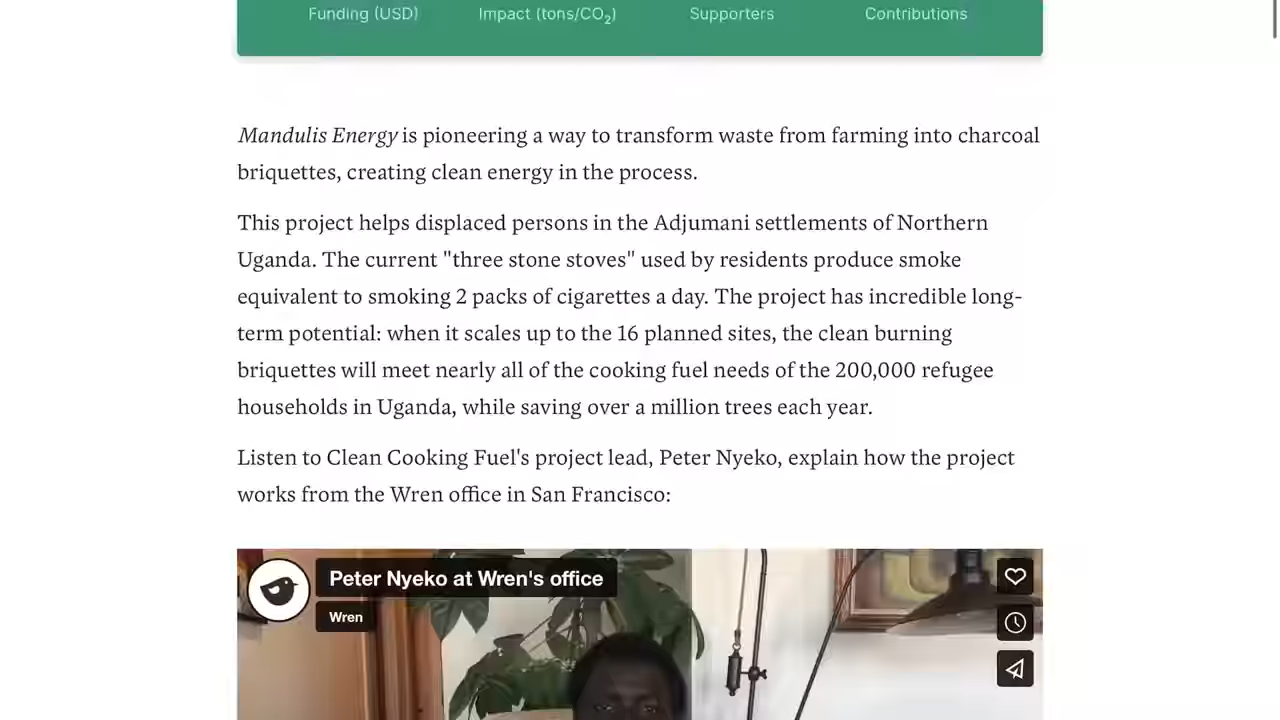 Funding (USD) Impact (tons/CO₂) Supporters Contributions
Mandulis Energy is pioneering a way to transform waste from farming into charcoal
briquettes, creating clean energy in the process.
This project helps displaced persons in the Adjumani settlements of Northern
Uganda. The current "three stone stoves" used by residents produce smoke
equivalent to smoking 2 packs of cigarettes a day. The project has incredible long-
term potential: when it scales up to the 16 planned sites, the clean burning
briquettes will meet nearly all of the cooking fuel needs of the 200,000 refugee
households in Uganda, while saving over a million trees each year.
Listen to Clean Cooking Fuel's project lead, Peter Nyeko, explain how the project
works from the Wren office in San Francisco:
Peter Nyeko at Wren's office
Wren